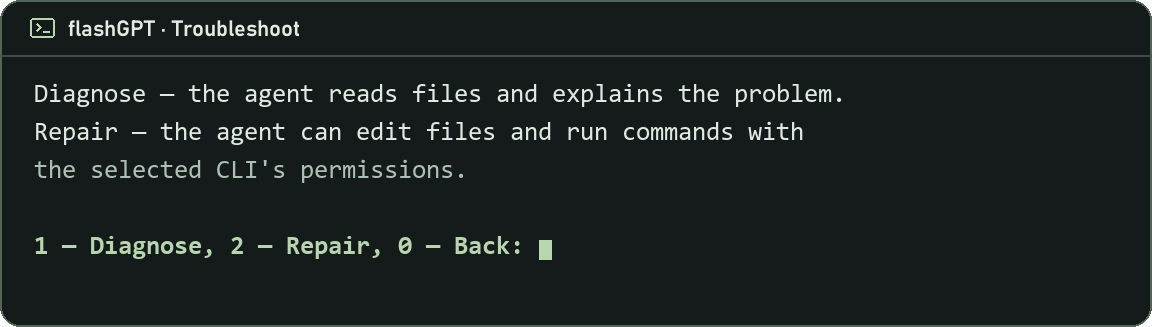 flashGPT · Troubleshoot
Diagnose — the agent reads files and explains the problem.
Repair — the agent can edit files and run commands with
the selected CLI's permissions.
1 — Diagnose, 2 — Repair, 0 — Back: